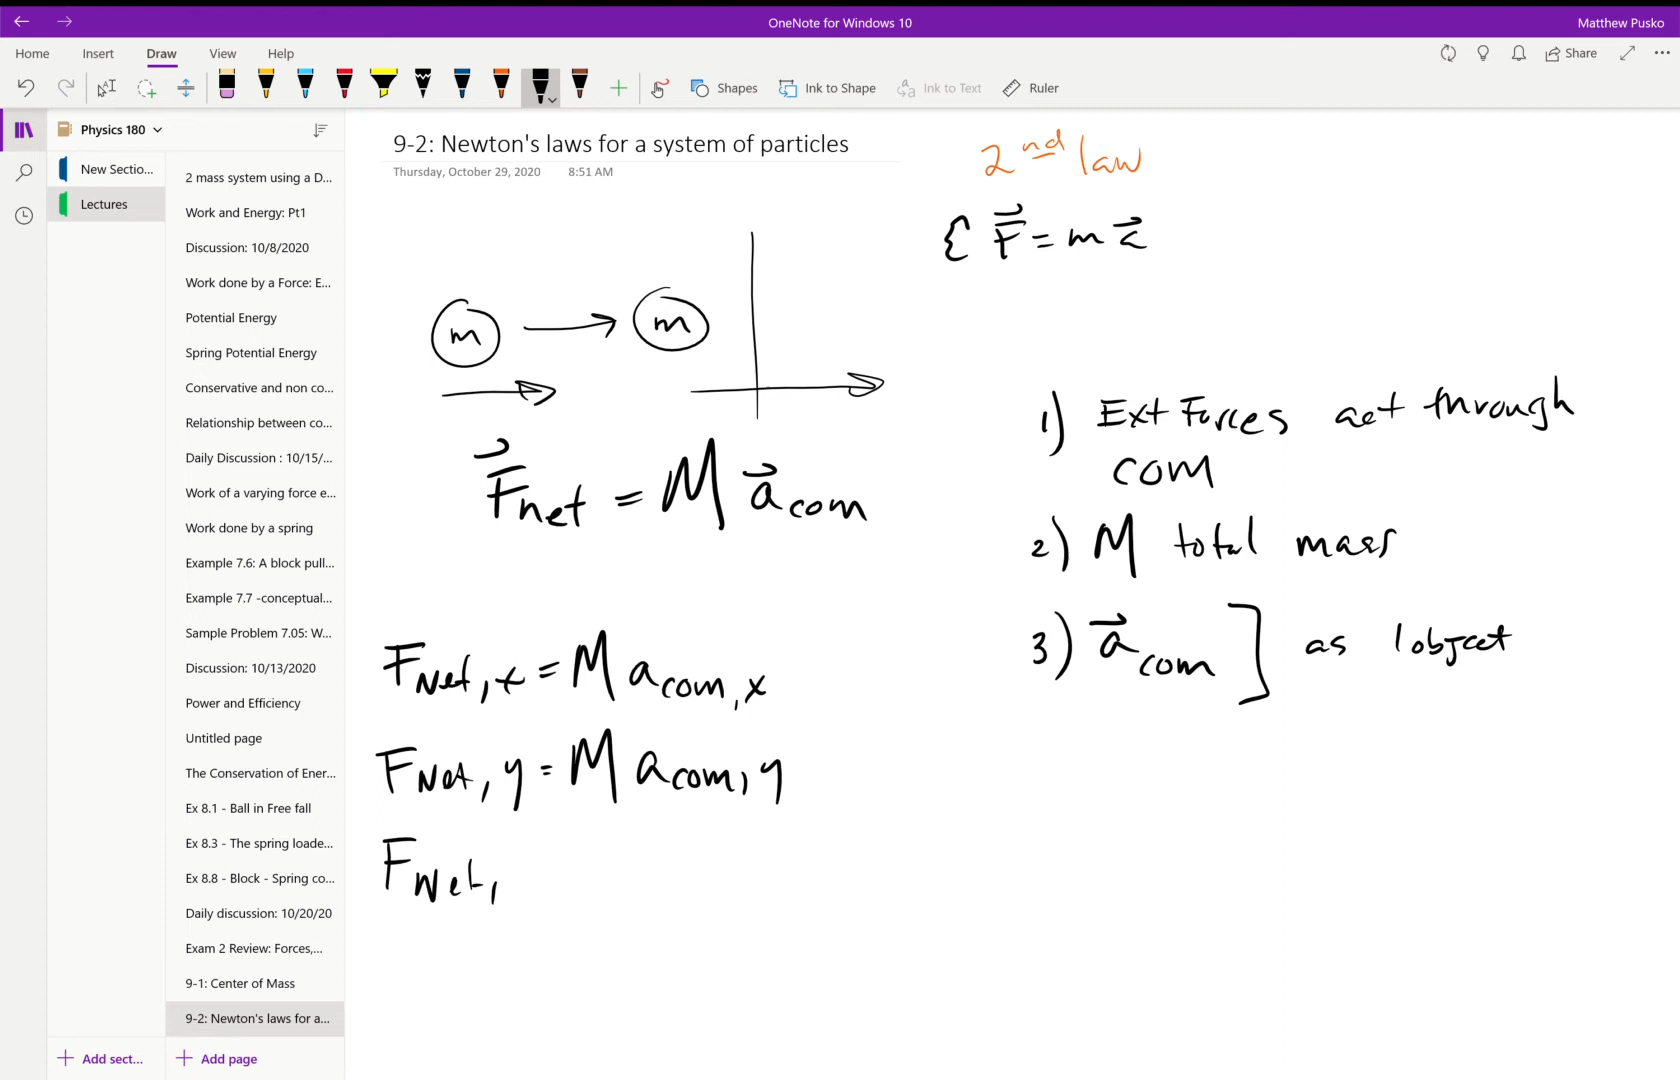 OneNote for Windows 10
Matthew Pusko
Home Insert Draw View Help
Share
Shapes Ink to Shape Ink to Text Ruler
Physics 180
New Sectio...
Lectures
2 mass system using a D...
Work and Energy: Pt1
Discussion: 10/8/2020
Work done by a Force: E...
Potential Energy
Spring Potential Energy
Conservative and non co...
Relationship between co...
Daily Discussion : 10/15/...
Work of a varying force e...
Work done by a spring
Example 7.6: A block pull...
Example 7.7 -conceptual...
Sample Problem 7.05: W...
Discussion: 10/13/2020
Power and Efficiency
Untitled page
The Conservation of Ener...
Ex 8.1 - Ball in Free fall
Ex 8.3 - The spring loade...
Ex 8.8 - Block - Spring co...
Daily discussion: 10/20/20
Exam 2 Review: Forces,...
9-1: Center of Mass
9-2: Newton's laws for a...
Add sect...
Add page
9-2: Newton's laws for a system of particles
Thursday, October 29, 2020 8:51 AM
m m
F⃗net = M a⃗com
FNet,x = M acom,x
FNet,y = M acom,y
FNet,
2nd law
{ F⃗ = m a⃗
1) Ext Forces act through
com
2) M total mass
3) a⃗com ] as 1 object